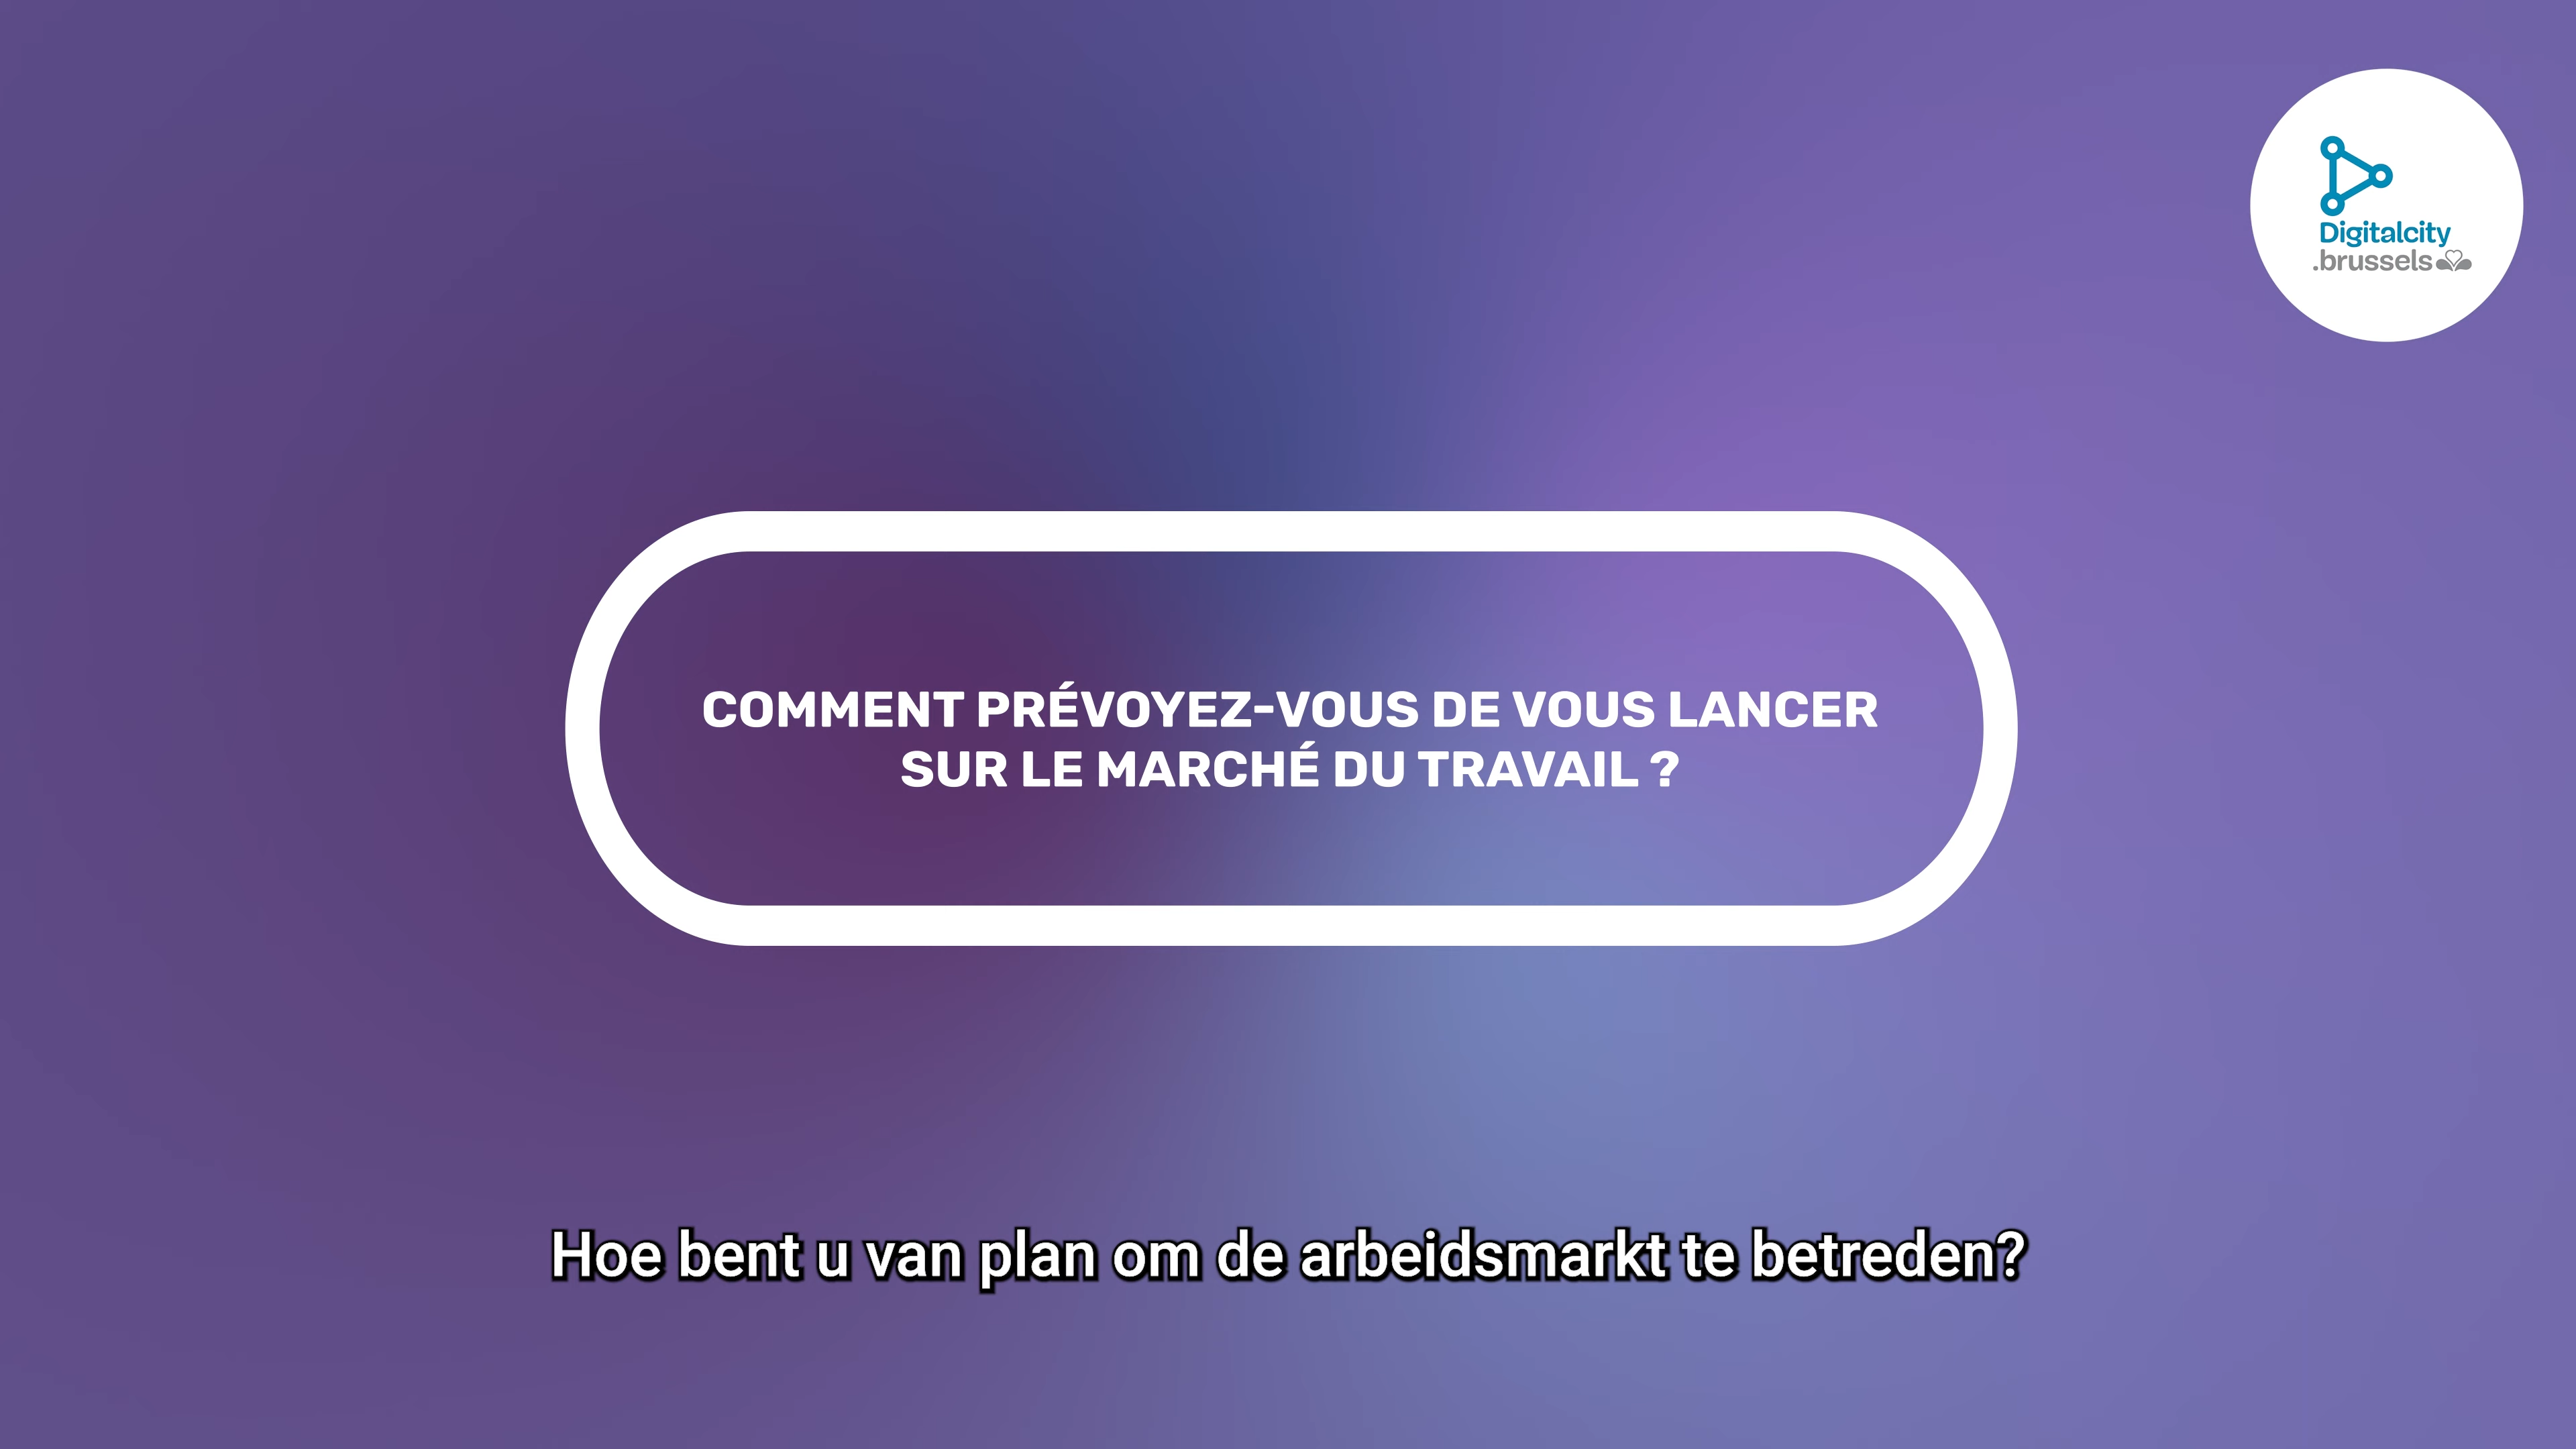 Digitalcity
.brussels
COMMENT PRÉVOYEZ-VOUS DE VOUS LANCER
SUR LE MARCHÉ DU TRAVAIL ?
Hoe bent u van plan om de arbeidsmarkt te betreden?